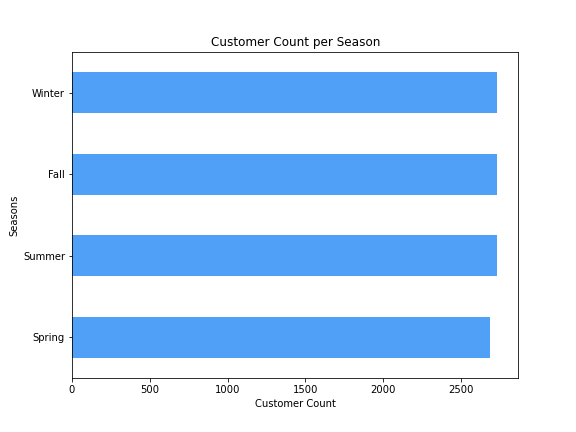 Customer Count per Season
Seasons
Winter
Fall
Summer
Spring
0 500 1000 1500 2000 2500
Customer Count